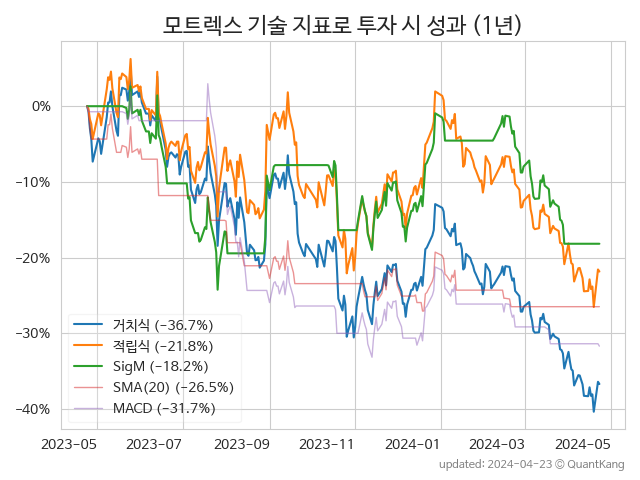 모트렉스 기술 지표로 투자 시 성과 (1년)
0%
−10%
−20%
−30%
−40%
거치식 (−36.7%)
적립식 (−21.8%)
SigM (−18.2%)
SMA(20) (−26.5%)
MACD (−31.7%)
2023-05 2023-07 2023-09 2023-11 2024-01 2024-03 2024-05
updated: 2024-04-23 © QuantKang